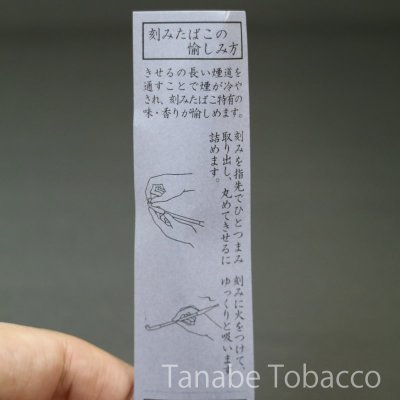 刻みたばこの
愉しみ方
きせるの長い煙道を
通すことで煙が冷や
され、刻みたばこ特有の
味・香りが愉しめます。
刻みを指先でひとつまみ
取り出し、丸めてきせるに
詰めます。
刻みに火をつけて、
ゆっくりと吸います
Tanabe Tobacco